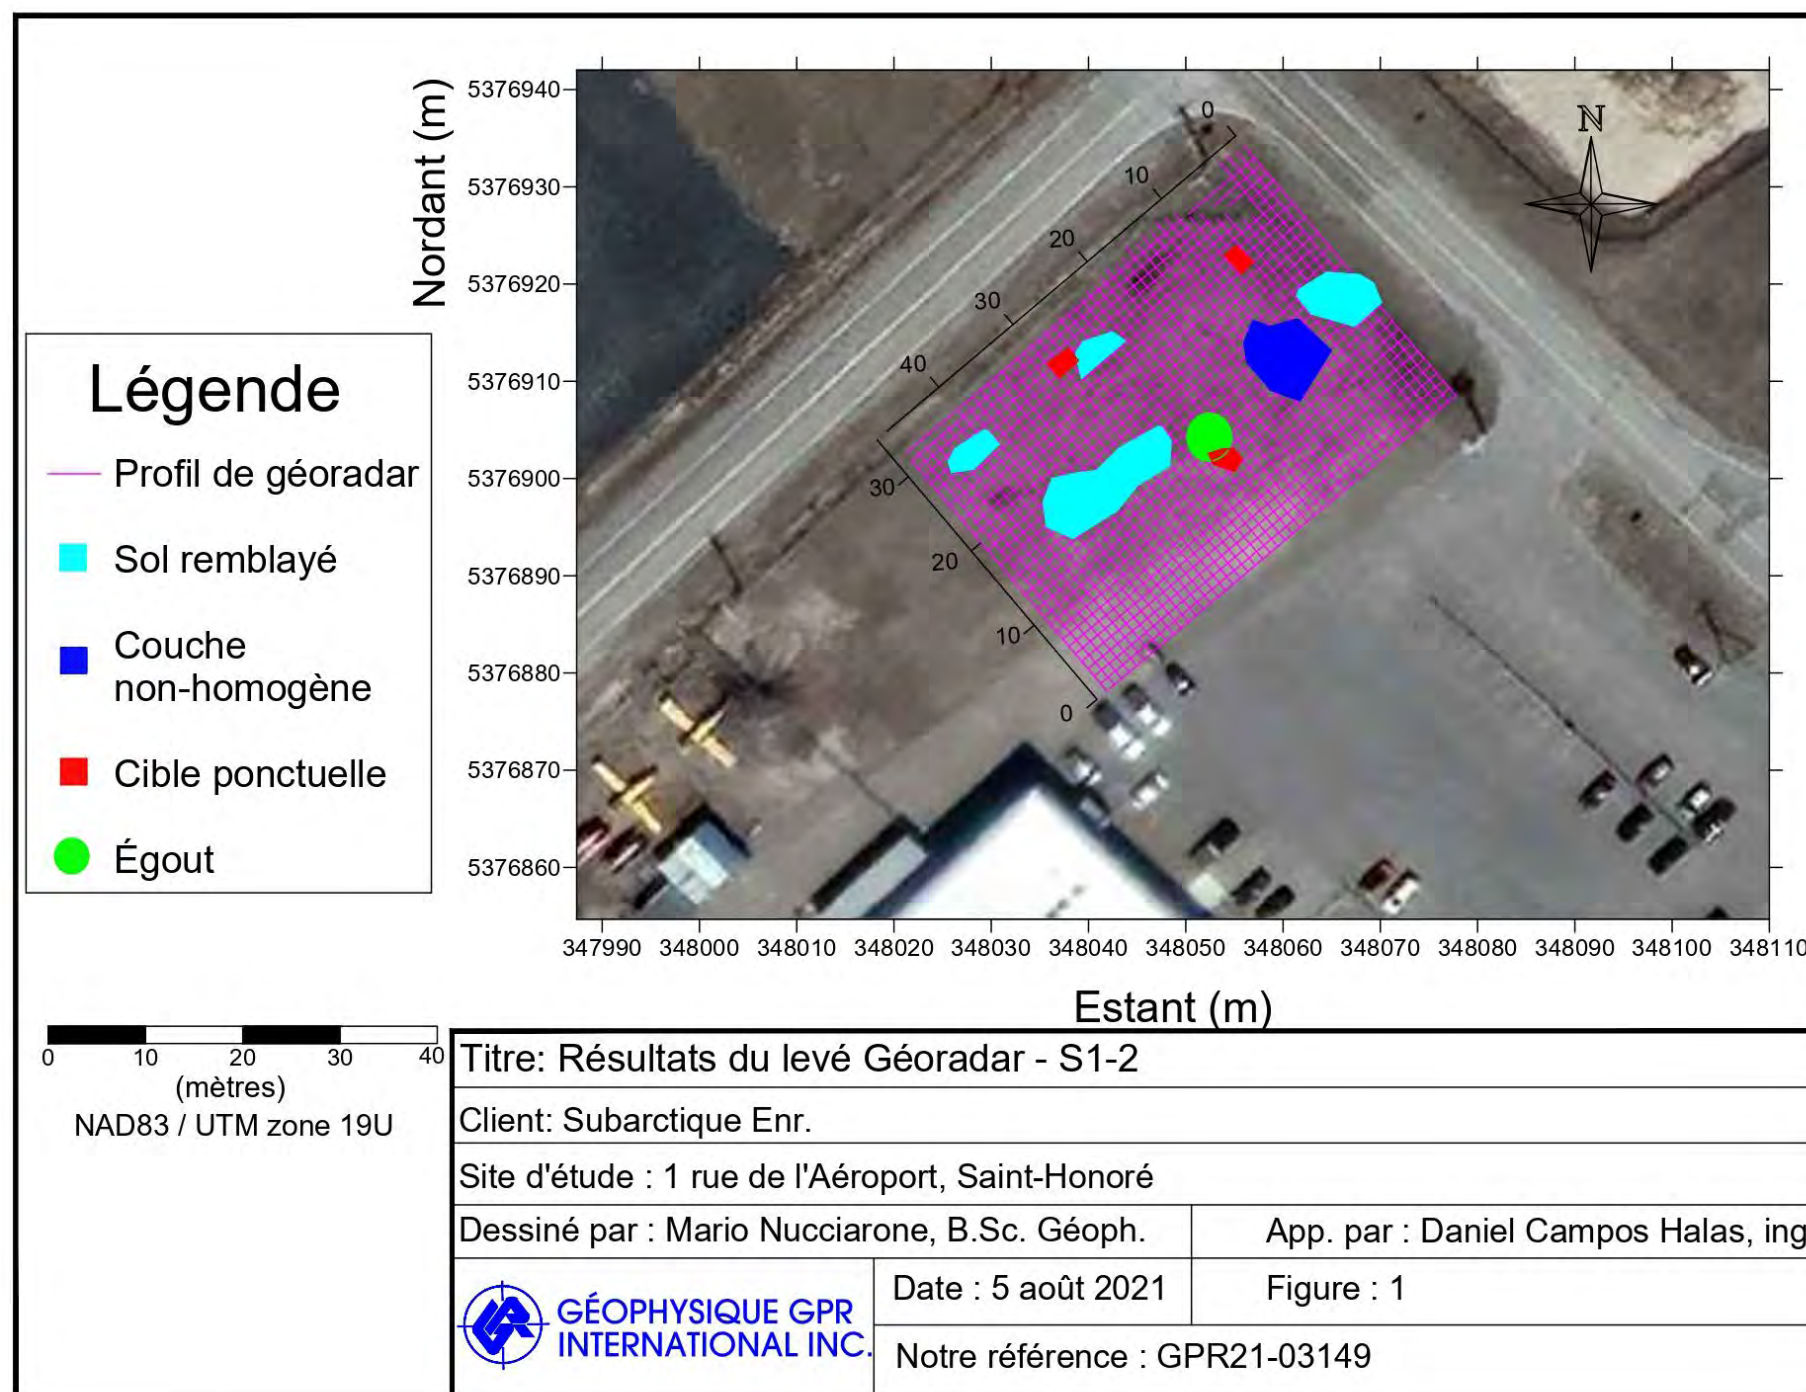 Nordant (m)
5376940
5376930
5376920
5376910
5376900
5376890
5376880
5376870
5376860
0
10
20
30
40
30
20
10
0
N
347990 348000 348010 348020 348030 348040 348050 348060 348070 348080 348090 348100 348110
Estant (m)
Légende
Profil de géoradar
Sol remblayé
Couche
non-homogène
Cible ponctuelle
Égout
0 10 20 30 40
(mètres)
NAD83 / UTM zone 19U
Titre: Résultats du levé Géoradar - S1-2
Client: Subarctique Enr.
Site d'étude : 1 rue de l'Aéroport, Saint-Honoré
Dessiné par : Mario Nucciarone, B.Sc. Géoph.
App. par : Daniel Campos Halas, ing
GÉOPHYSIQUE GPR
INTERNATIONAL INC.
Date : 5 août 2021
Figure : 1
Notre référence : GPR21-03149